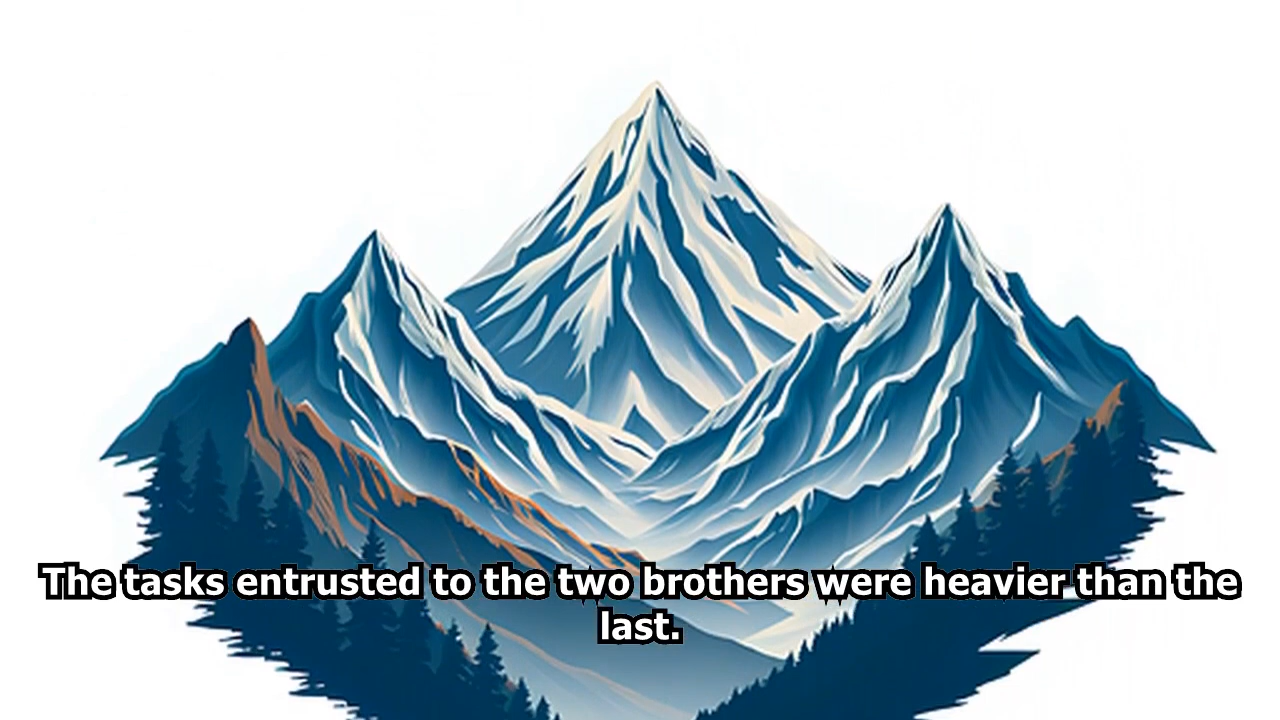 The tasks entrusted to the two brothers were heavier than the
last.